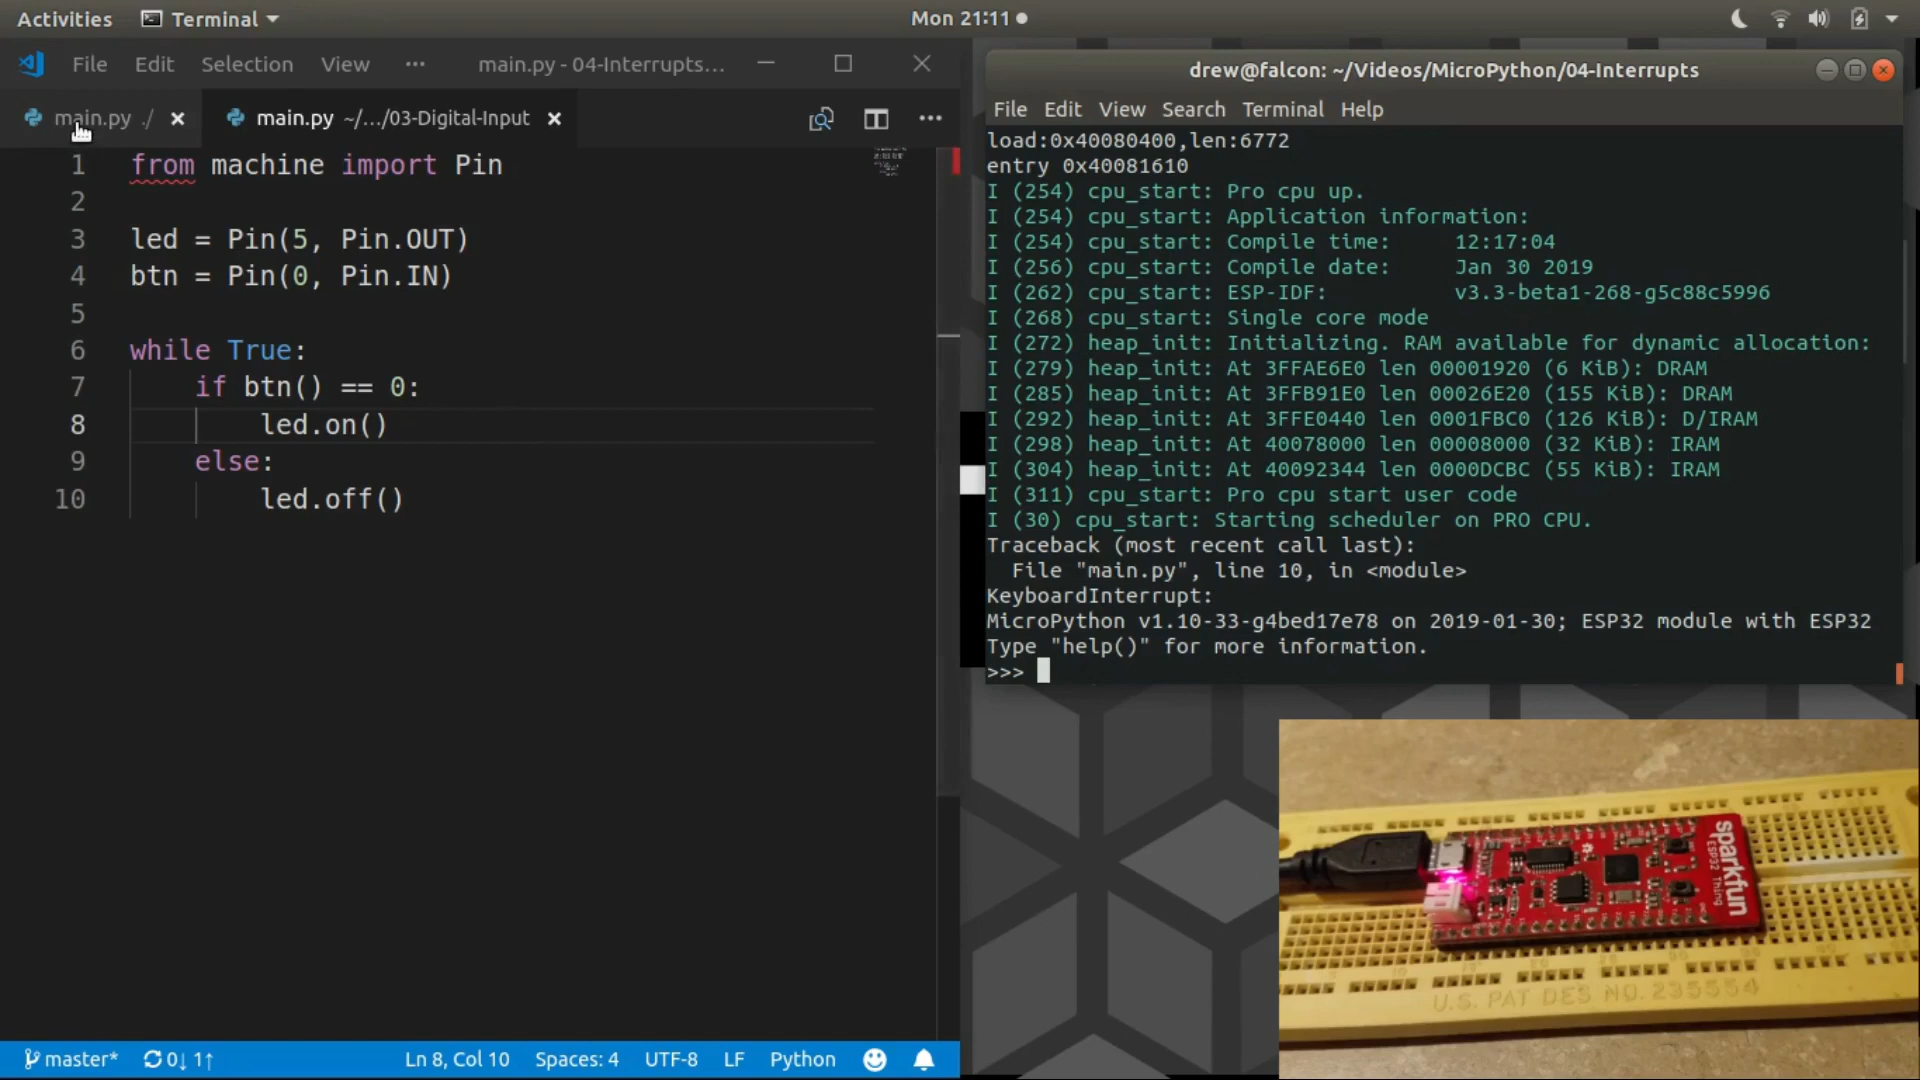 Activities
Terminal
Mon 21:11
File Edit Selection View ··· main.py - 04-Interrupts...
main.py ./
main.py ~/.../03-Digital-Input
1 from machine import Pin
2
3 led = Pin(5, Pin.OUT)
4 btn = Pin(0, Pin.IN)
5
6 while True:
7 if btn() == 0:
8 led.on()
9 else:
10 led.off()
master* 0↓ 1↑ Ln 8, Col 10 Spaces: 4 UTF-8 LF Python
drew@falcon: ~/Videos/MicroPython/04-Interrupts
File Edit View Search Terminal Help
load:0x40080400,len:6772
entry 0x40081610
I (254) cpu_start: Pro cpu up.
I (254) cpu_start: Application information:
I (254) cpu_start: Compile time: 12:17:04
I (256) cpu_start: Compile date: Jan 30 2019
I (262) cpu_start: ESP-IDF: v3.3-beta1-268-g5c88c5996
I (268) cpu_start: Single core mode
I (272) heap_init: Initializing. RAM available for dynamic allocation:
I (279) heap_init: At 3FFAE6E0 len 00001920 (6 KiB): DRAM
I (285) heap_init: At 3FFB91E0 len 00026E20 (155 KiB): DRAM
I (292) heap_init: At 3FFE0440 len 0001FBC0 (126 KiB): D/IRAM
I (298) heap_init: At 40078000 len 00008000 (32 KiB): IRAM
I (304) heap_init: At 40092344 len 0000DCBC (55 KiB): IRAM
I (311) cpu_start: Pro cpu start user code
I (30) cpu_start: Starting scheduler on PRO CPU.
Traceback (most recent call last):
File "main.py", line 10, in <module>
KeyboardInterrupt:
MicroPython v1.10-33-g4bed17e78 on 2019-01-30; ESP32 module with ESP32
Type "help()" for more information.
>>>
sparkfun
ESP32 Thing
U.S. PAT DES NO. 235554